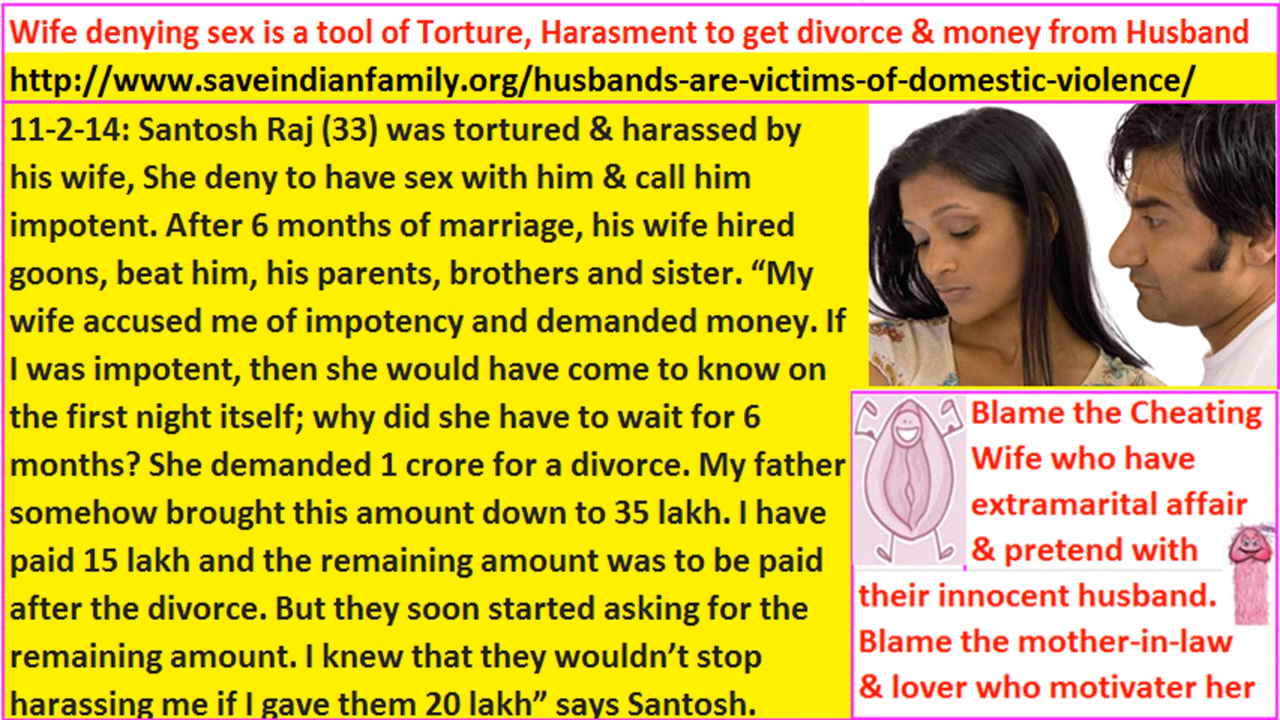 Wife denying sex is a tool of Torture, Harasment to get divorce & money from Husband
http://www.saveindianfamily.org/husbands-are-victims-of-domestic-violence/
11-2-14: Santosh Raj (33) was tortured & harassed by
his wife, She deny to have sex with him & call him
impotent. After 6 months of marriage, his wife hired
goons, beat him, his parents, brothers and sister. “My
wife accused me of impotency and demanded money. If
I was impotent, then she would have come to know on
the first night itself; why did she have to wait for 6
months? She demanded 1 crore for a divorce. My father
somehow brought this amount down to 35 lakh. I have
paid 15 lakh and the remaining amount was to be paid
after the divorce. But they soon started asking for the
remaining amount. I knew that they wouldn’t stop
harassing me if I gave them 20 lakh” says Santosh.
Blame the Cheating
Wife who have
extramarital affair
& pretend with
their innocent husband.
Blame the mother-in-law
& lover who motivater her